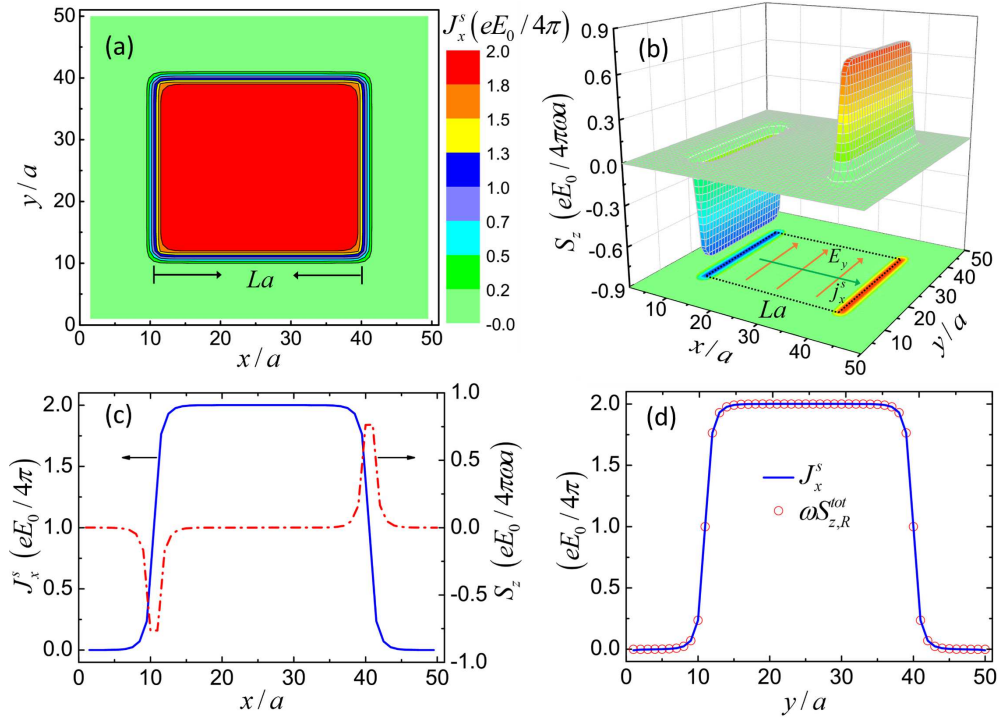 (a)
J_x^s (eE_0/4π)
50
40
30
20
10
0
y/a
La
0 10 20 30 40 50
x/a
2.0
1.8
1.5
1.3
1.0
0.7
0.5
0.2
-0.0
(b)
0.9
0.6
0.3
0.0
-0.3
-0.6
-0.9
S_z (eE_0/4πωa)
E_y
j_x^s
La
10 20 30 40 50
x/a
10 20 30 40 50
y/a
(c)
2.0
1.5
1.0
0.5
0.0
J_x^s (eE_0/4π)
1.0
0.5
0.0
-0.5
-1.0
S_z (eE_0/4πωa)
0 10 20 30 40 50
x/a
(d)
2.0
1.5
1.0
0.5
0.0
(eE_0/4π)
J_x^s
ωS_{z,R}^{tot}
0 10 20 30 40 50
y/a